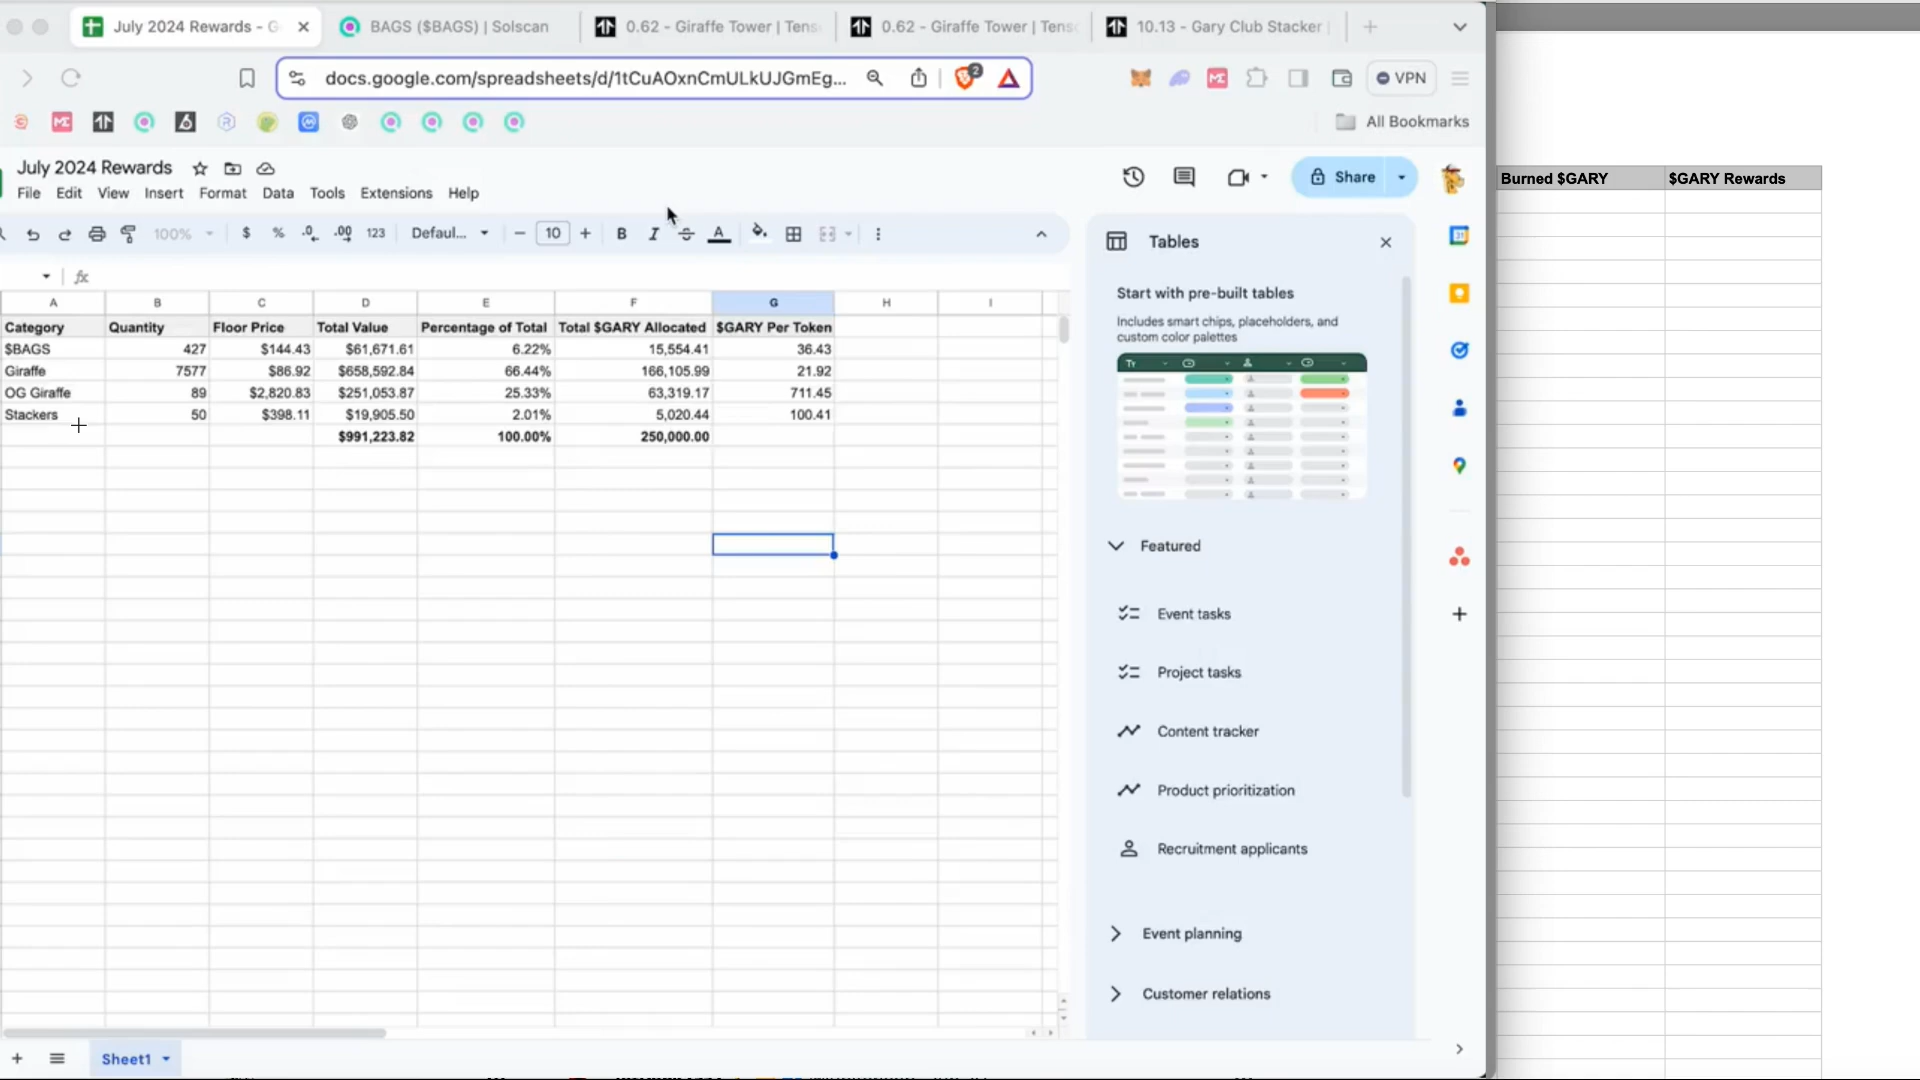 July 2024 Rewards - G
BAGS ($BAGS) | Solscan
0.62 - Giraffe Tower | Tens
0.62 - Giraffe Tower | Tens
10.13 - Gary Club Stacker |
docs.google.com/spreadsheets/d/1tCuAOxnCmULkUJGmEg...
2
VPN
All Bookmarks
July 2024 Rewards
Share
File Edit View Insert Format Data Tools Extensions Help
100% $ % .0 .00 123 Defaul... 10 B I A
fx
A B C D E F G H I
Category Quantity Floor Price Total Value Percentage of Total Total $GARY Allocated $GARY Per Token
$BAGS 427 $144.43 $61,671.61 6.22% 15,554.41 36.43
Giraffe 7577 $86.92 $658,592.84 66.44% 166,105.99 21.92
OG Giraffe 89 $2,820.83 $251,053.87 25.33% 63,319.17 711.45
Stackers 50 $398.11 $19,905.50 2.01% 5,020.44 100.41
$991,223.82 100.00% 250,000.00
Sheet1
Tables
Start with pre-built tables
Includes smart chips, placeholders, and
custom color palettes
Tт
Featured
Event tasks
Project tasks
Content tracker
Product prioritization
Recruitment applicants
Event planning
Customer relations
31
Burned $GARY $GARY Rewards